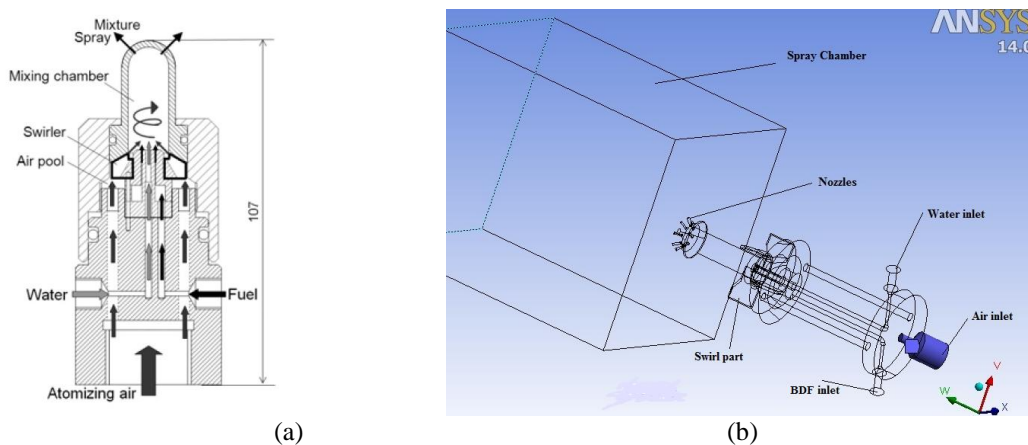 Mixture
Spray
Mixing chamber
Swirler
Air pool
107
Water
Fuel
Atomizing air
(a)
ANSYS
14.0
Spray Chamber
Nozzles
Water inlet
Air inlet
Swirl part
BDF inlet
V
W
X
(b)